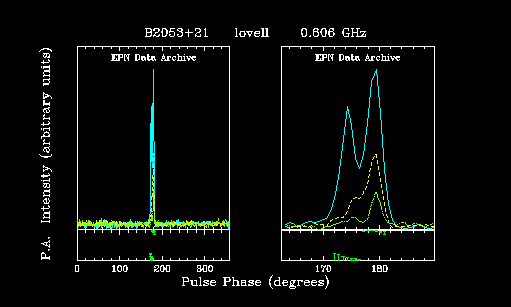 B2053+21 lovell 0.606 GHz
EPN Data Archive EPN Data Archive
P.A. Intensity (arbitrary units)
0 100 200 300 170 180
Pulse Phase (degrees)